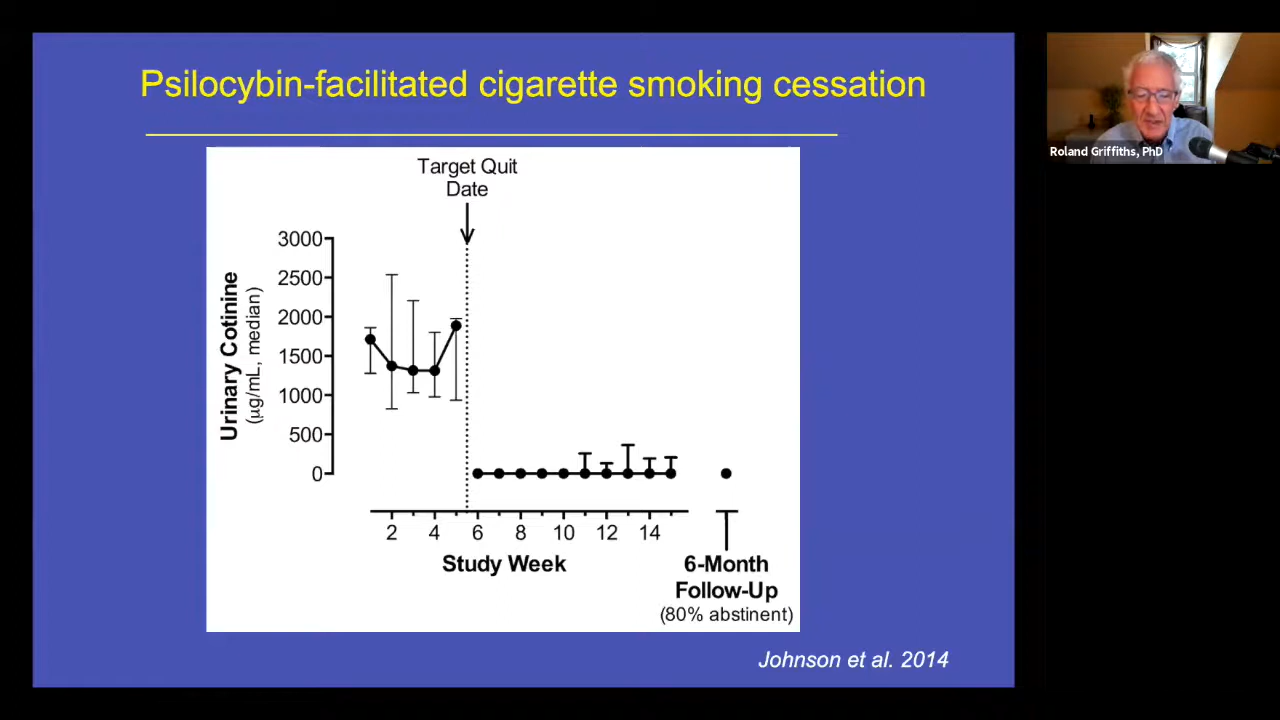 Psilocybin-facilitated cigarette smoking cessation
Roland Griffiths, PhD
Target Quit
Date
3000
2500
2000
1500
1000
500
0
Urinary Cotinine
(µg/mL, median)
2 4 6 8 10 12 14
Study Week
6-Month
Follow-Up
(80% abstinent)
Johnson et al. 2014